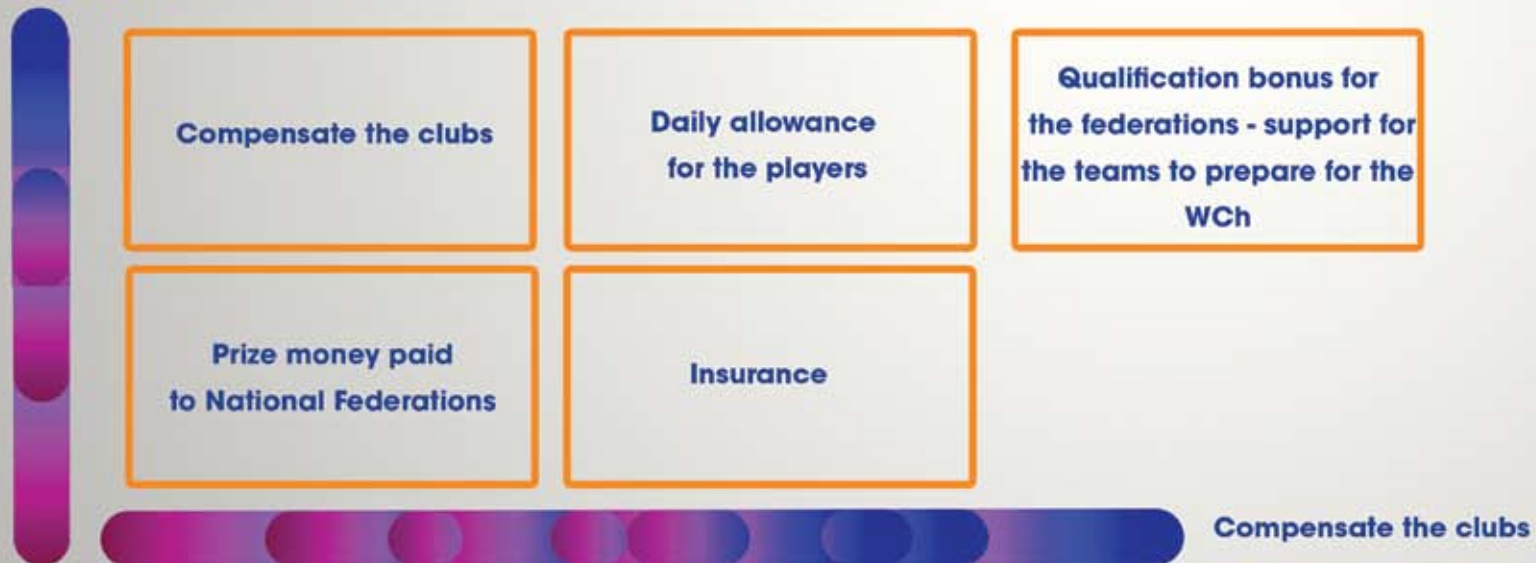 Compensate the clubs
Daily allowance
for the players
Qualification bonus for
the federations - support for
the teams to prepare for the
WCh
Prize money paid
to National Federations
Insurance
Compensate the clubs